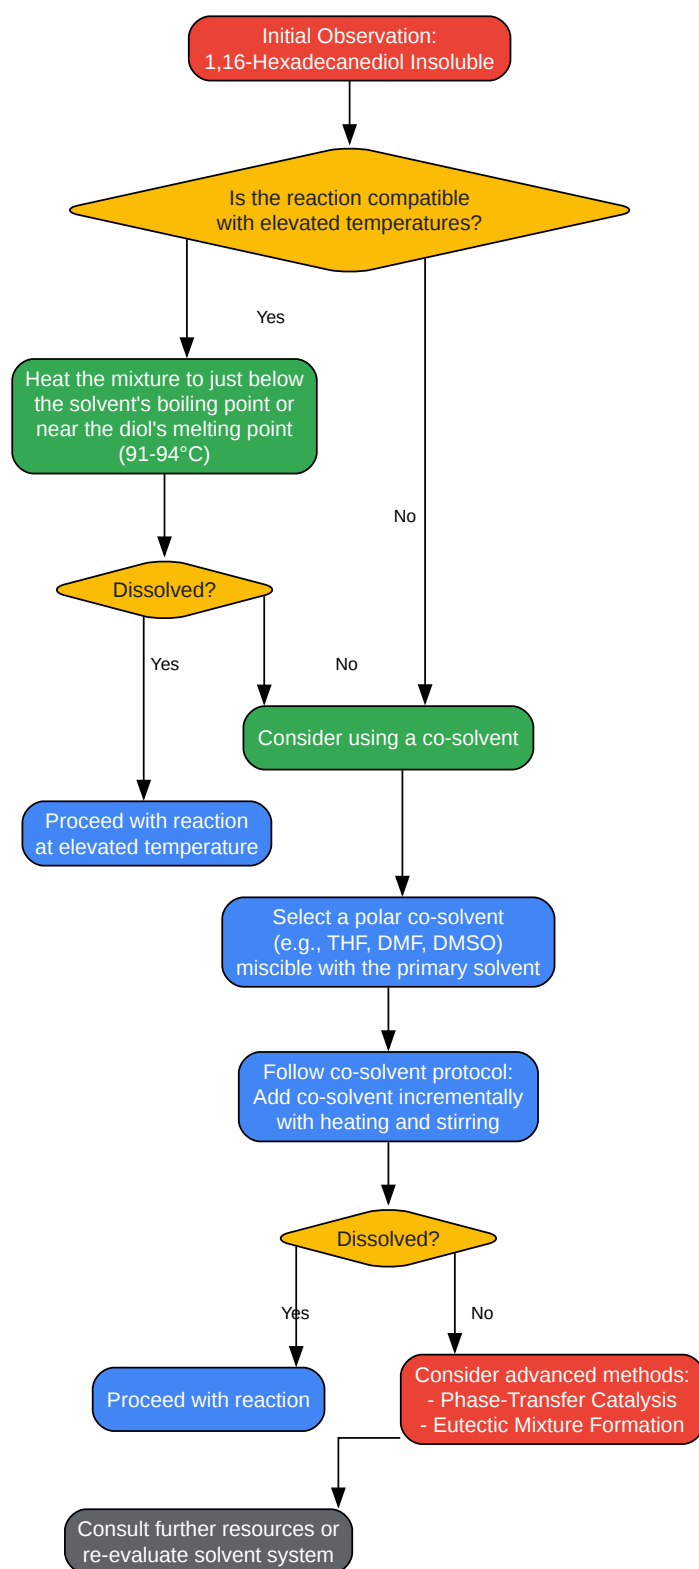 Initial Observation:
1,16-Hexadecanediol Insoluble
Is the reaction compatible
with elevated temperatures?
Yes
Heat the mixture to just below
the solvent's boiling point or
near the diol's melting point
(91-94°C)
No
Dissolved?
Yes
No
Consider using a co-solvent
Proceed with reaction
at elevated temperature
Select a polar co-solvent
(e.g., THF, DMF, DMSO)
miscible with the primary solvent
Follow co-solvent protocol:
Add co-solvent incrementally
with heating and stirring
Dissolved?
Yes
No
Consider advanced methods:
- Phase-Transfer Catalysis
- Eutectic Mixture Formation
Proceed with reaction
Consult further resources or
re-evaluate solvent system